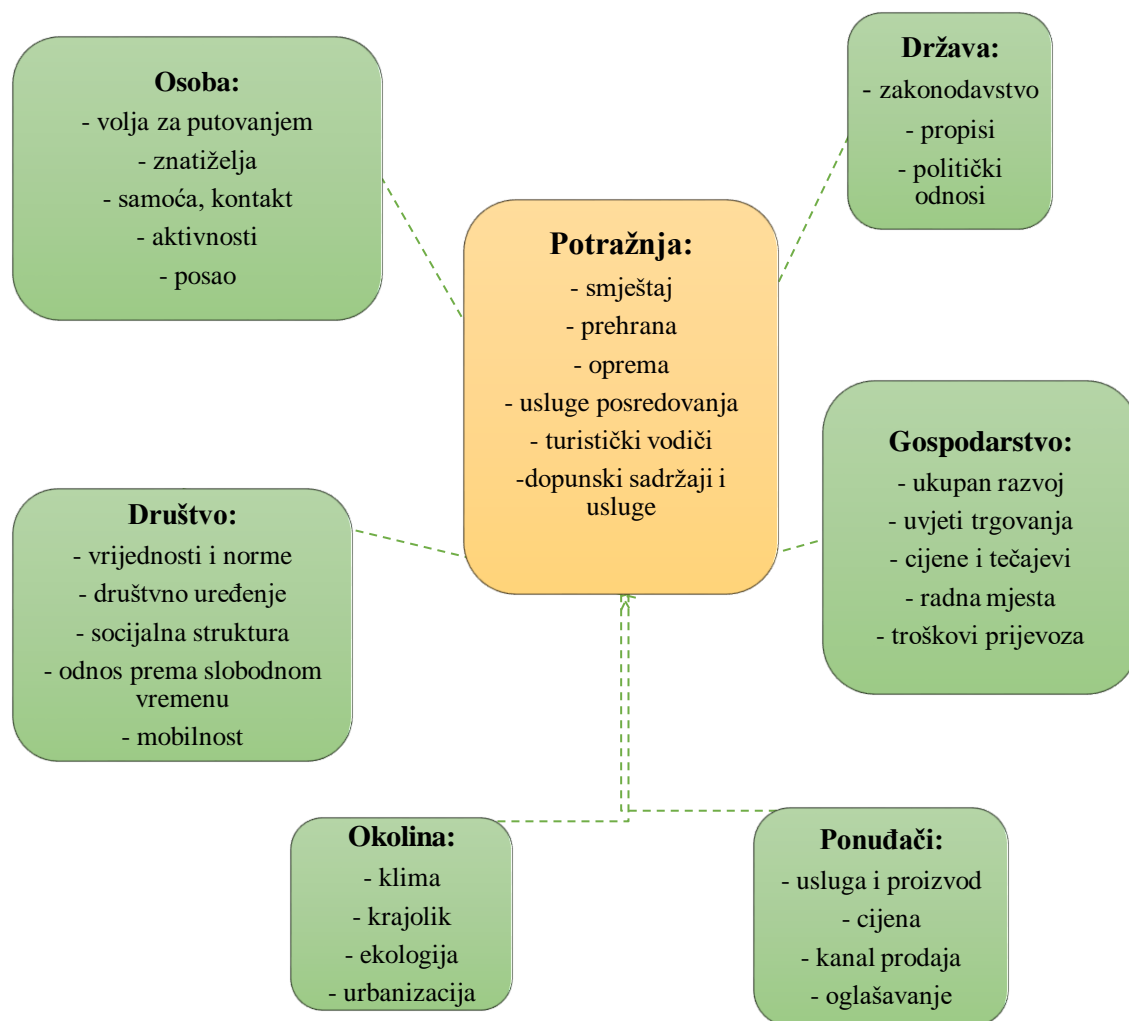 Osoba:
- volja za putovanjem
- znatiželja
- samoća, kontakt
- aktivnosti
- posao
Država:
- zakonodavstvo
- propisi
- politički
odnosi
Potražnja:
- smještaj
- prehrana
- oprema
- usluge posredovanja
- turistički vodiči
-dopunski sadržaji i
usluge
Gospodarstvo:
- ukupan razvoj
- uvjeti trgovanja
- cijene i tečajevi
- radna mjesta
- troškovi prijevoza
Društvo:
- vrijednosti i norme
- društvno uređenje
- socijalna struktura
- odnos prema slobodnom
vremenu
- mobilnost
Okolina:
- klima
- krajolik
- ekologija
- urbanizacija
Ponuđači:
- usluga i proizvod
- cijena
- kanal prodaja
- oglašavanje